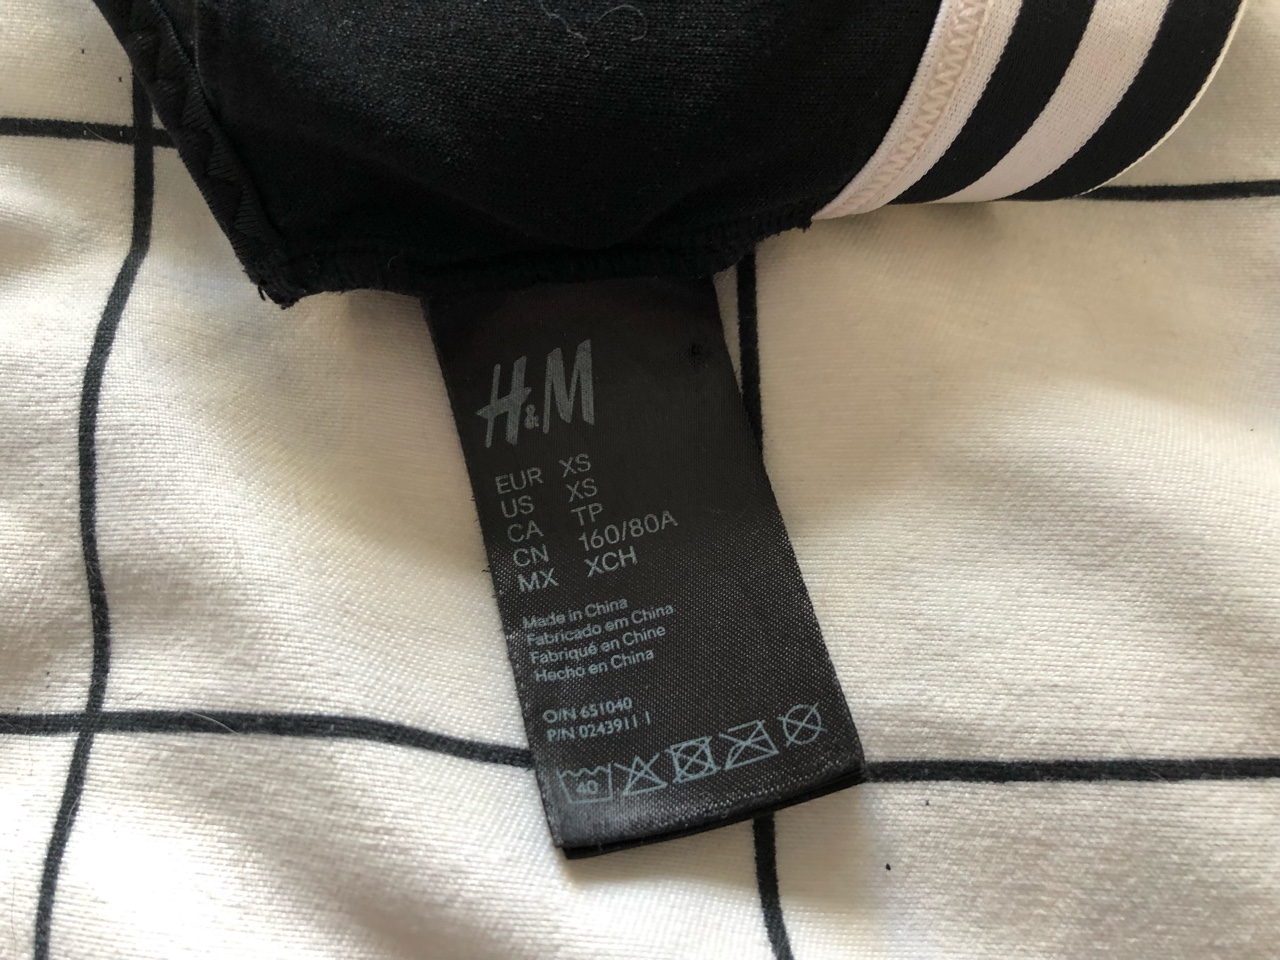 H&M
EUR XS
US XS
CA TP
CN 160/80A
MX XCH
Made in China
Fabricado em China
Fabriqué en Chine
Hecho en China
O/N 651040
P/N 0243911 1
40